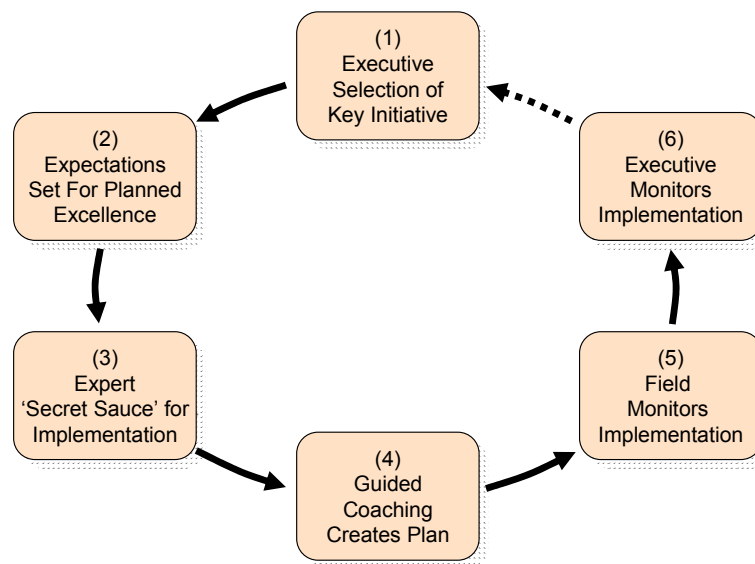 (1)
Executive
Selection of
Key Initiative
(2)
Expectations
Set For Planned
Excellence
(3)
Expert
‘Secret Sauce’ for
Implementation
(4)
Guided
Coaching
Creates Plan
(5)
Field
Monitors
Implementation
(6)
Executive
Monitors
Implementation